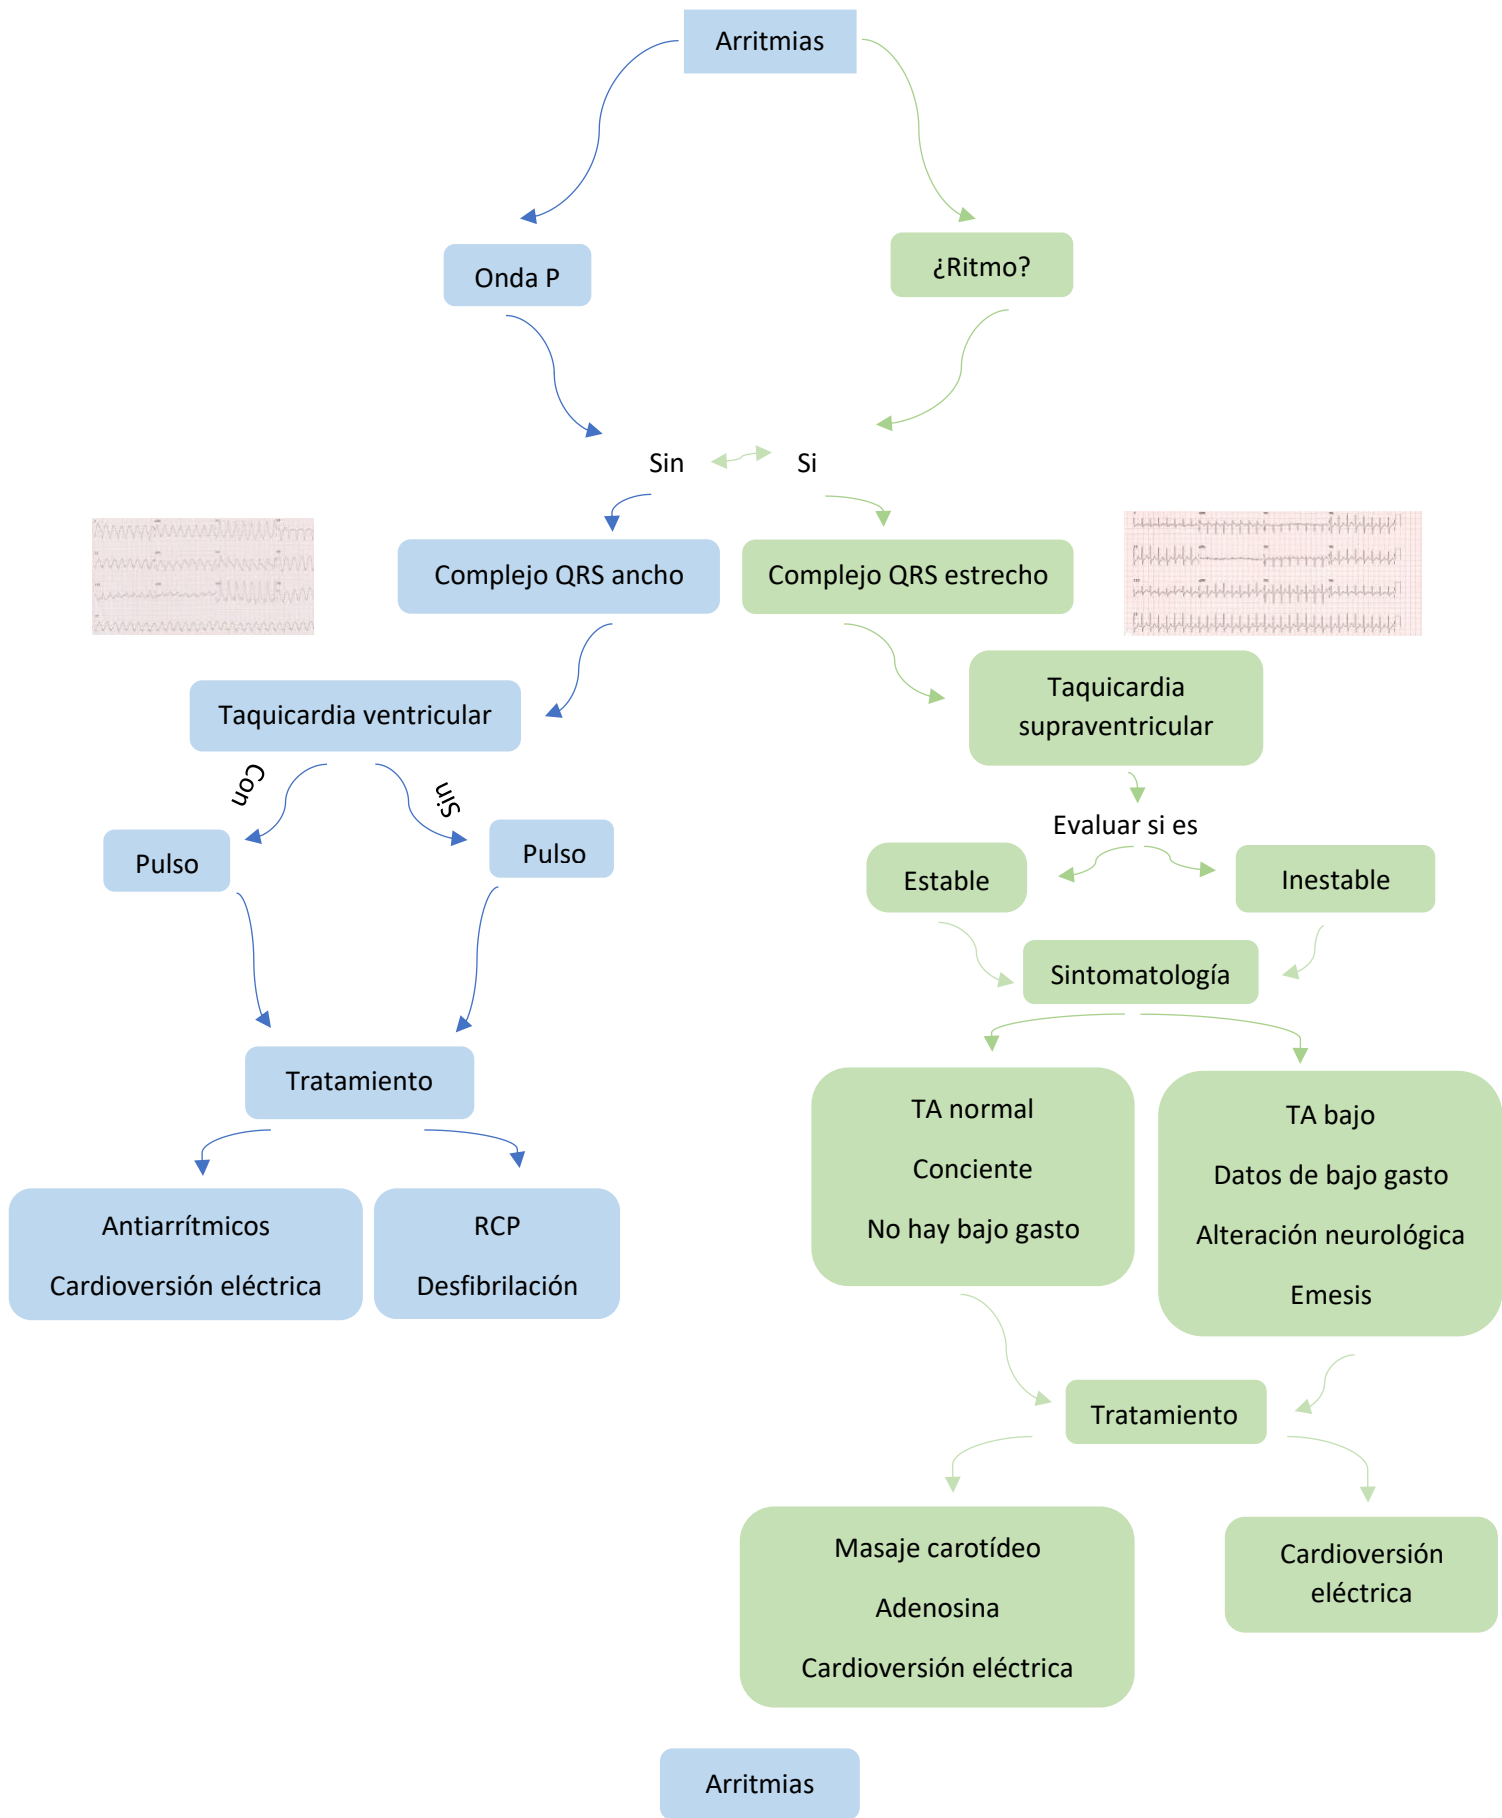 Arritmias
Onda P
¿Ritmo?
Sin
Si
Complejo QRS ancho
Complejo QRS estrecho
Taquicardia ventricular
Taquicardia
supraventricular
Con
Sin
Evaluar si es
Pulso
Pulso
Estable
Inestable
Sintomatología
Tratamiento
TA normal
Conciente
No hay bajo gasto
TA bajo
Datos de bajo gasto
Alteración neurológica
Emesis
Antiarrítmicos
Cardioversión eléctrica
RCP
Desfibrilación
Tratamiento
Masaje carotídeo
Adenosina
Cardioversión eléctrica
Cardioversión
eléctrica
Arritmias